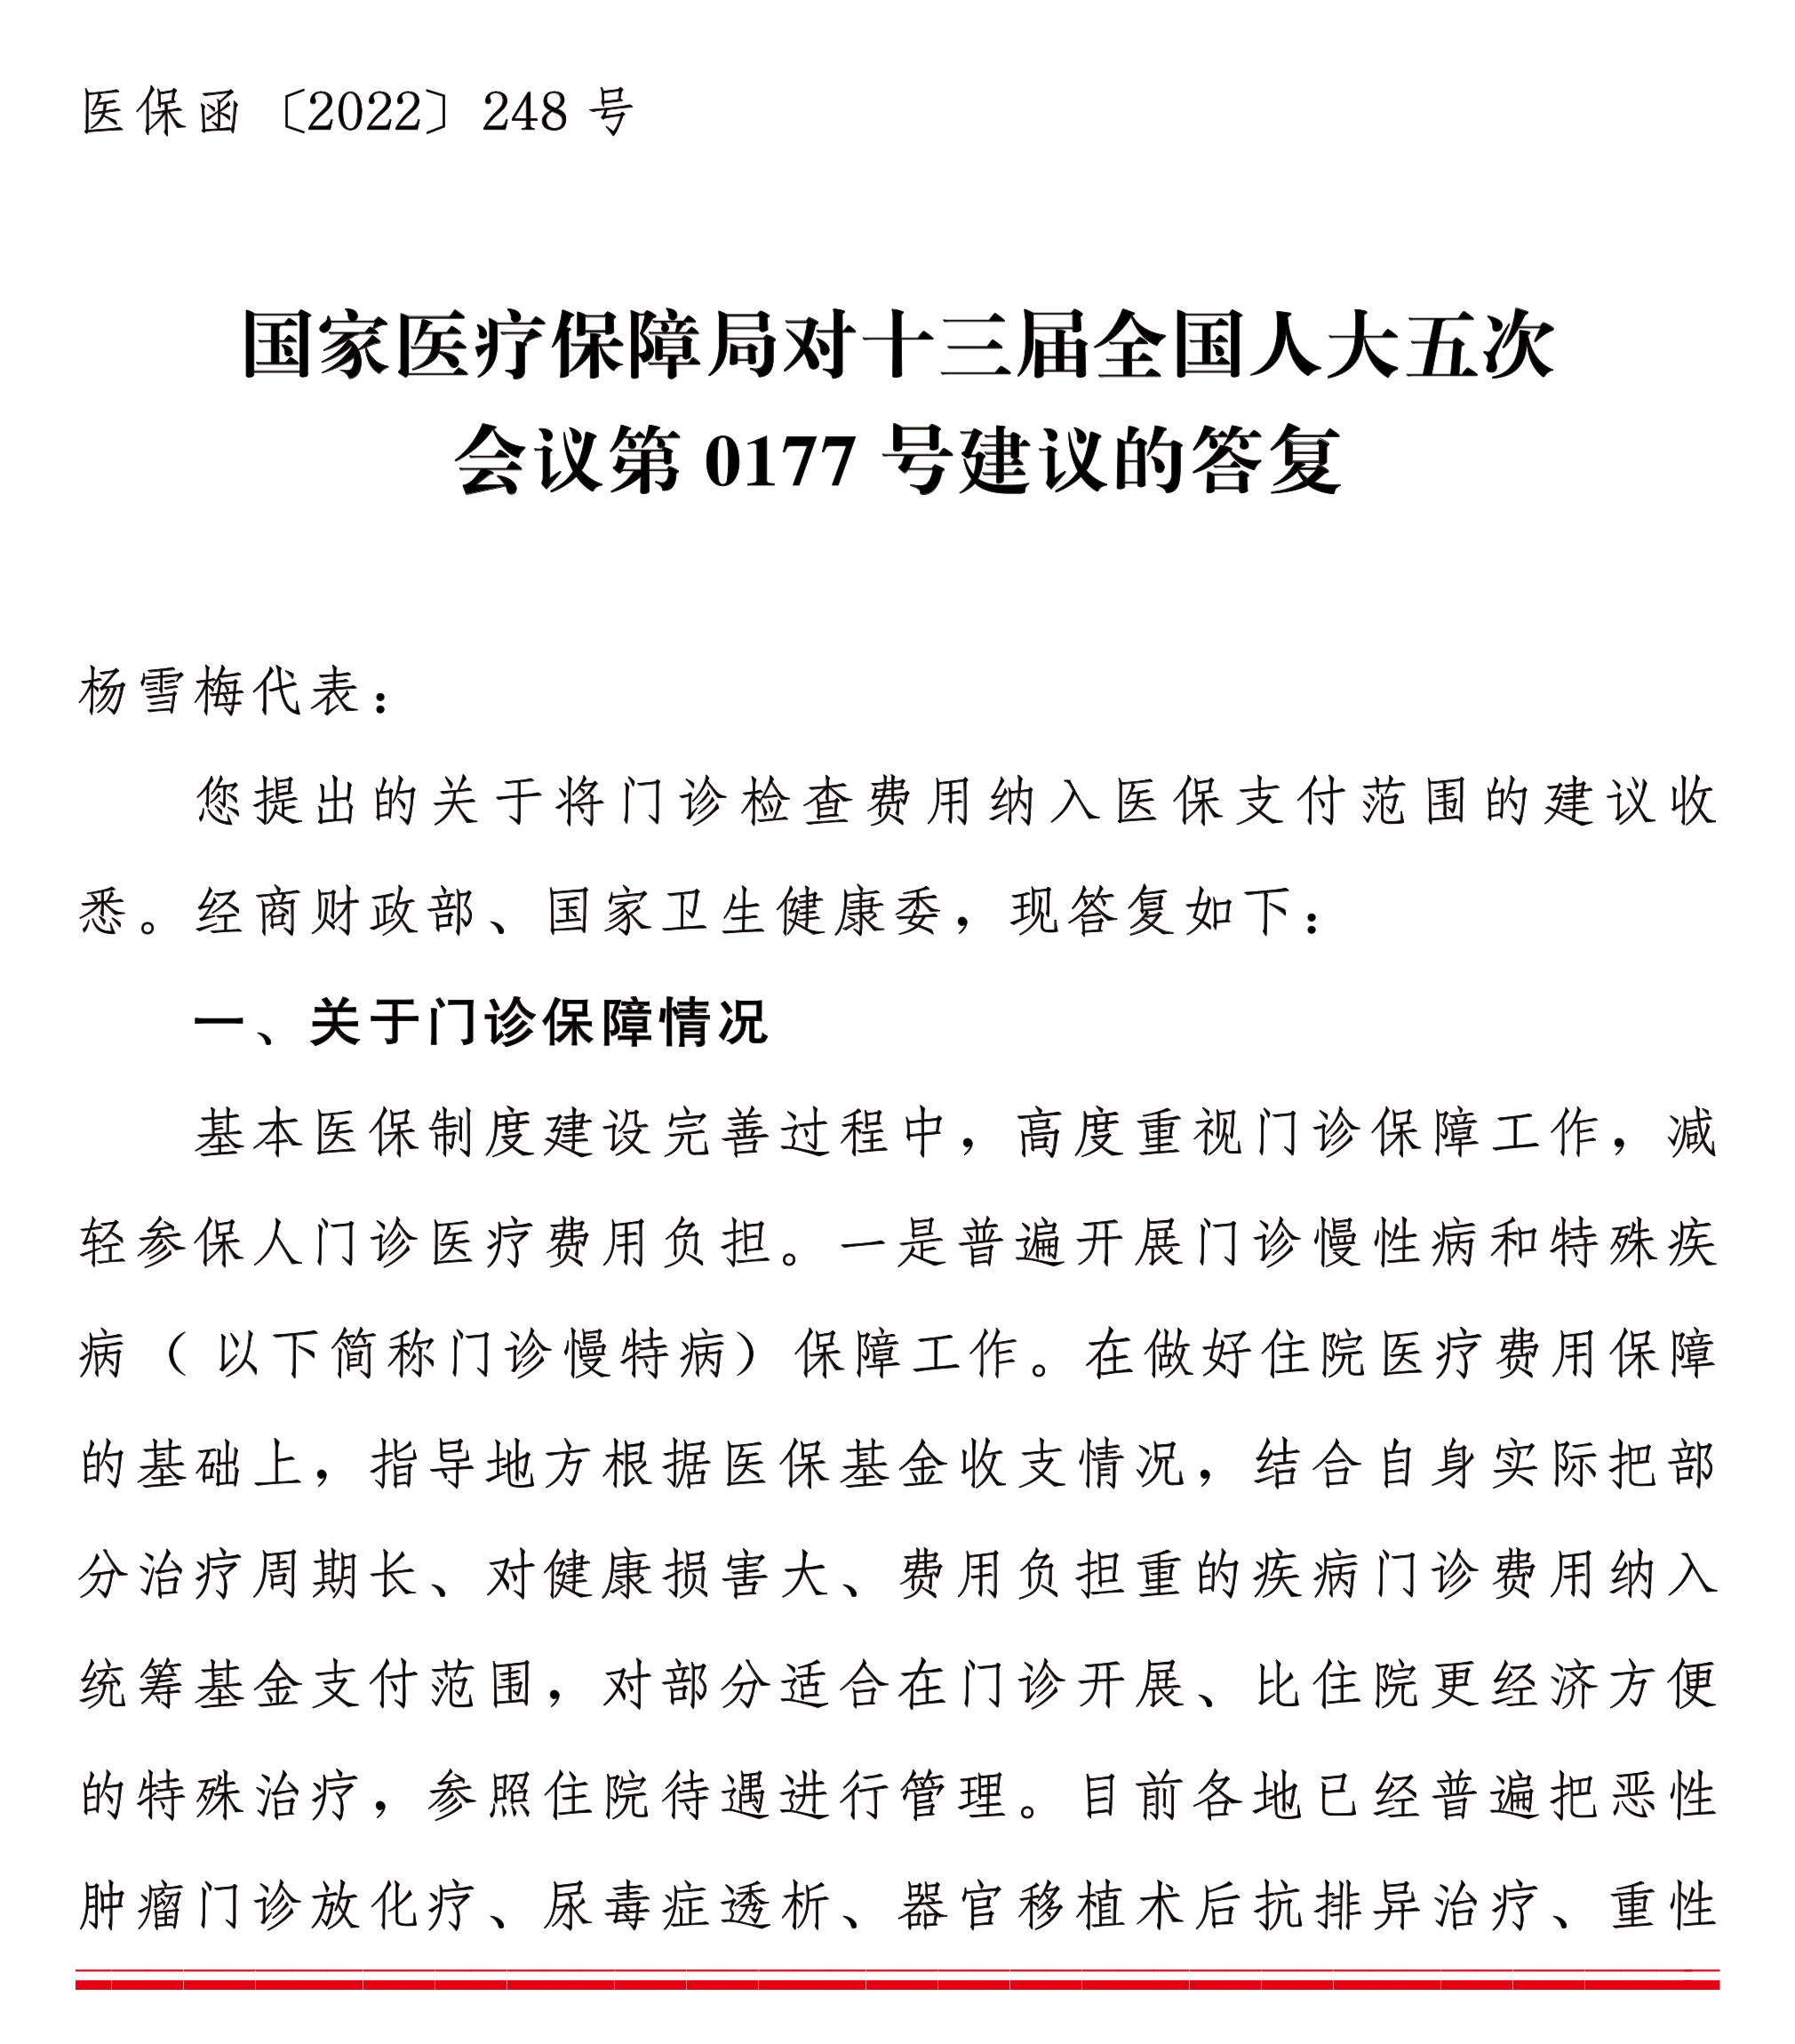 医保函〔2022〕248 号
国家医疗保障局对十三届全国人大五次
会议第 0177 号建议的答复
杨雪梅代表：
您提出的关于将门诊检查费用纳入医保支付范围的建议收
悉。经商财政部、国家卫生健康委，现答复如下：
一、关于门诊保障情况
基本医保制度建设完善过程中，高度重视门诊保障工作，减
轻参保人门诊医疗费用负担。一是普遍开展门诊慢性病和特殊疾
病（以下简称门诊慢特病）保障工作。在做好住院医疗费用保障
的基础上，指导地方根据医保基金收支情况，结合自身实际把部
分治疗周期长、对健康损害大、费用负担重的疾病门诊费用纳入
统筹基金支付范围，对部分适合在门诊开展、比住院更经济方便
的特殊治疗，参照住院待遇进行管理。目前各地已经普遍把恶性
肿瘤门诊放化疗、尿毒症透析、器官移植术后抗排异治疗、重性